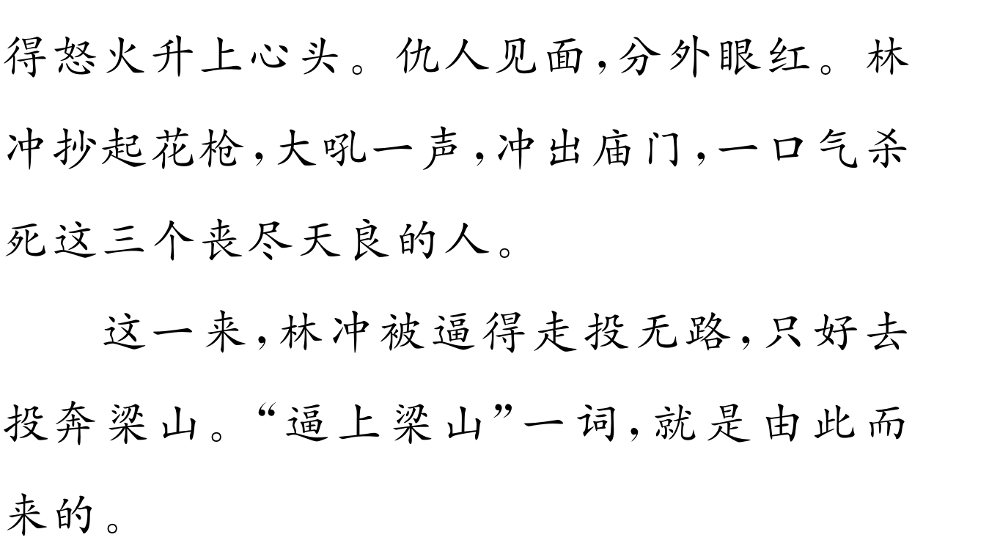 得怒火升上心头。仇人见面,分外眼红。林
冲抄起花枪,大吼一声,冲出庙门,一口气杀
死这三个丧尽天良的人。
这一来,林冲被逼得走投无路,只好去
投奔梁山。“逼上梁山”一词,就是由此而
来的。